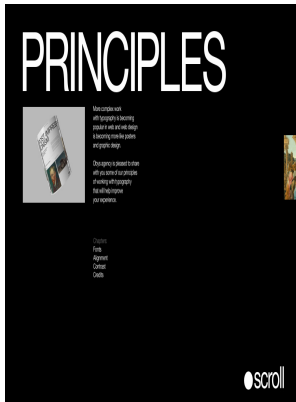 PRINCIPLES
More complex work
with typography is becoming
popular in web and web design
is becoming more like posters
and graphic design.
Obys agency is pleased to share
with you some of our principles
of working with typography
that will help improve
your experience.
Chapters:
Fonts
Alignment
Contrast
Credits
scroll